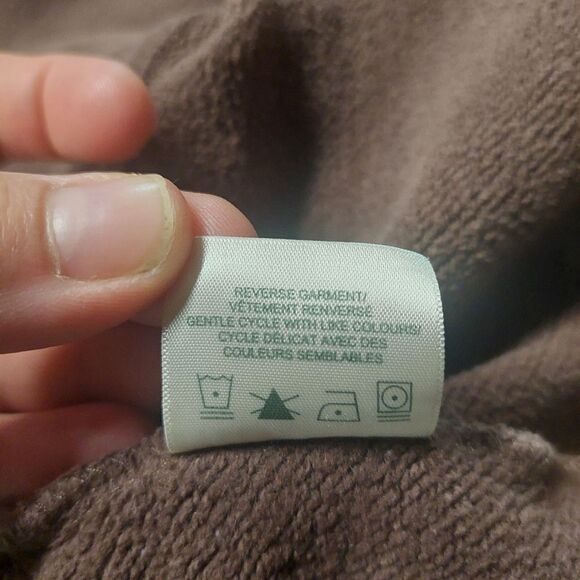 REVERSE GARMENT/
VÊTEMENT RENVERSÉ
GENTLE CYCLE WITH LIKE COLOURS/
CYCLE DÉLICAT AVEC DES
COULEURS SEMBLABLES